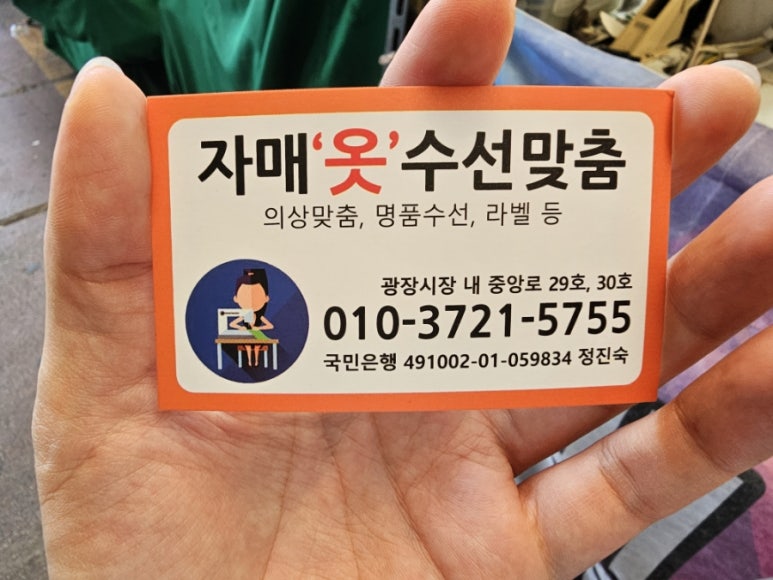 자매‘옷’수선맞춤
의상맞춤, 명품수선, 라벨 등
광장시장 내 중앙로 29호, 30호
010-3721-5755
국민은행 491002-01-059834 정진숙